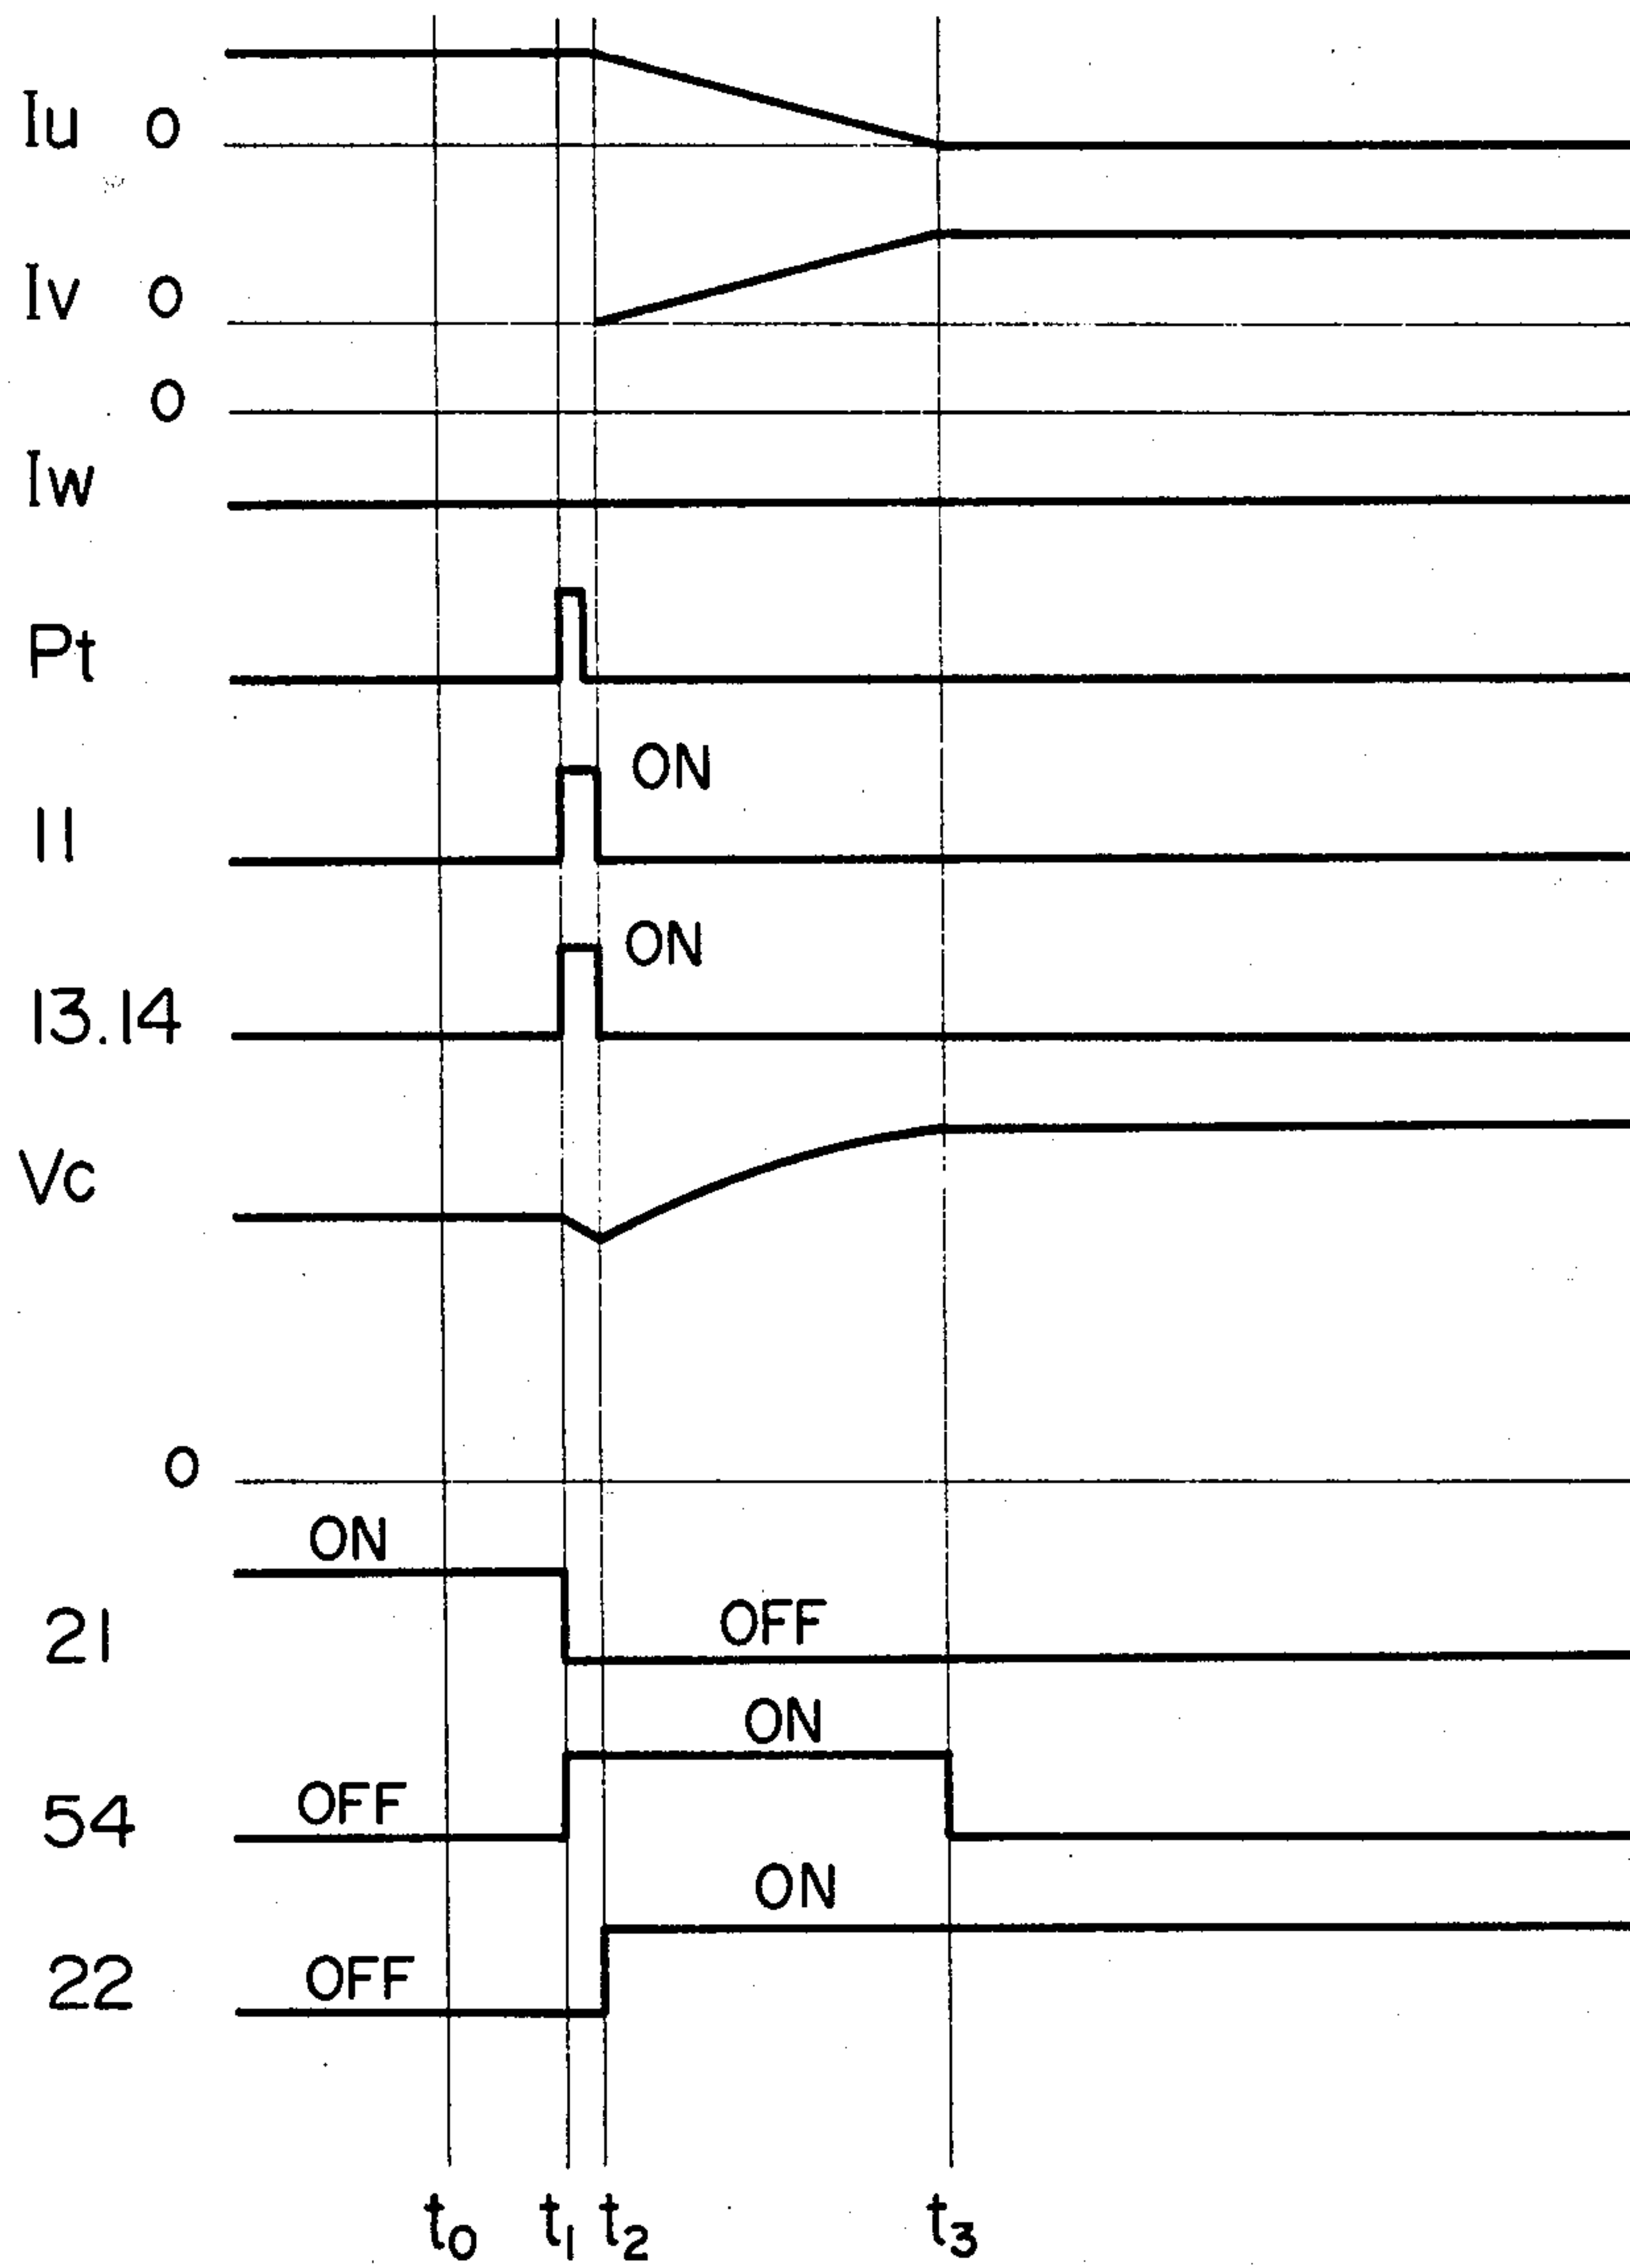 Iu O
Iv O
O
Iw
Pt
ON
11
ON
13.14
Vc
O
ON
21 OFF
ON
54 OFF
ON
22 OFF
t0 t1 t2 t3